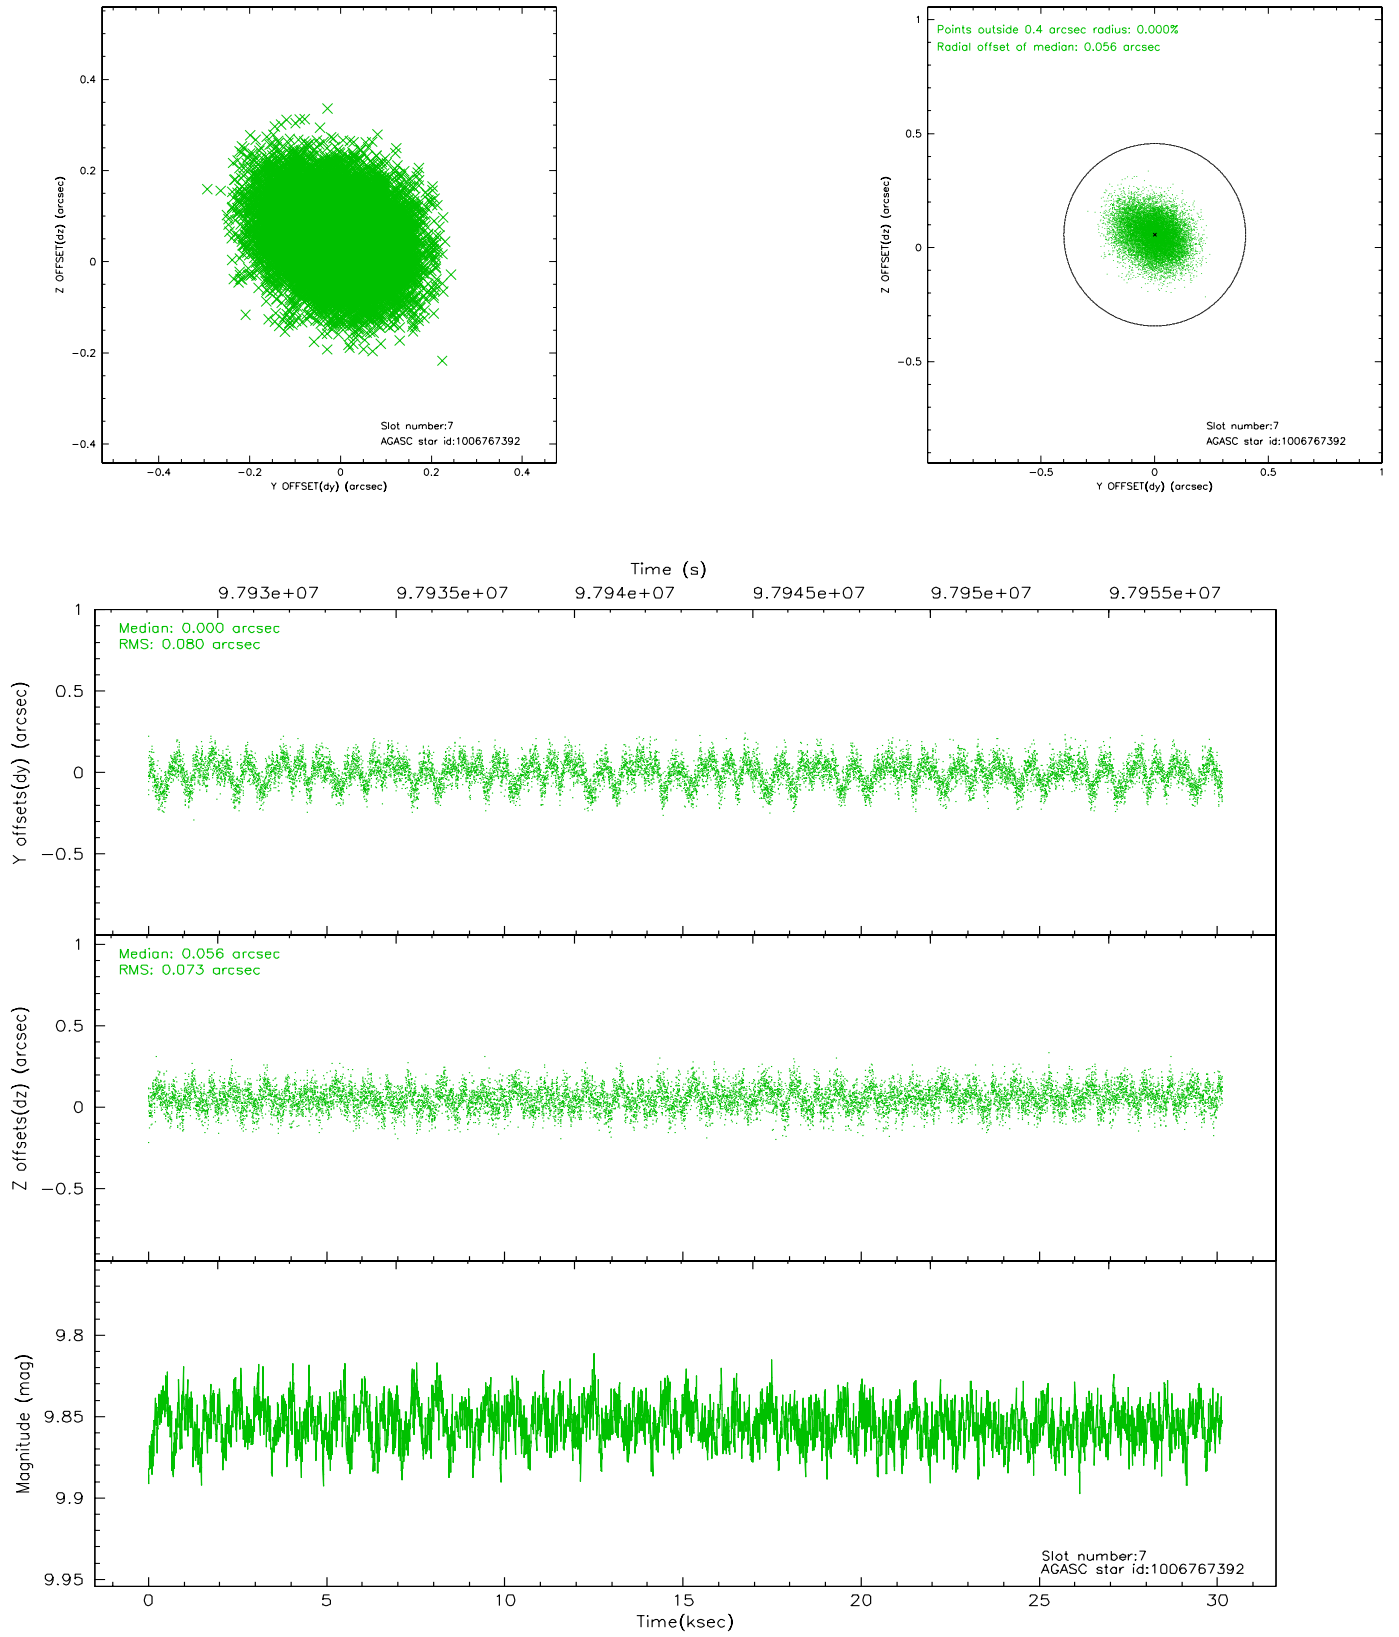 0.4
0.2
0
−0.2
−0.4
Z OFFSET(dz) (arcsec)
Slot number:7
AGASC star id:1006767392
−0.4 −0.2 0 0.2 0.4
Y OFFSET(dy) (arcsec)
Points outside 0.4 arcsec radius: 0.000%
Radial offset of median: 0.056 arcsec
1
0.5
0
−0.5
Z OFFSET(dz) (arcsec)
Slot number:7
AGASC star id:1006767392
−0.5 0 0.5 1
Y OFFSET(dy) (arcsec)
Time (s)
9.793e+07 9.7935e+07 9.794e+07 9.7945e+07 9.795e+07 9.7955e+07
Median: 0.000 arcsec
RMS: 0.080 arcsec
1
0.5
0
−0.5
Y offsets(dy) (arcsec)
Median: 0.056 arcsec
RMS: 0.073 arcsec
1
0.5
0
−0.5
Z offsets(dz) (arcsec)
9.8
9.85
9.9
9.95
Magnitude (mag)
Slot number:7
AGASC star id:1006767392
0 5 10 15 20 25 30
Time(ksec)